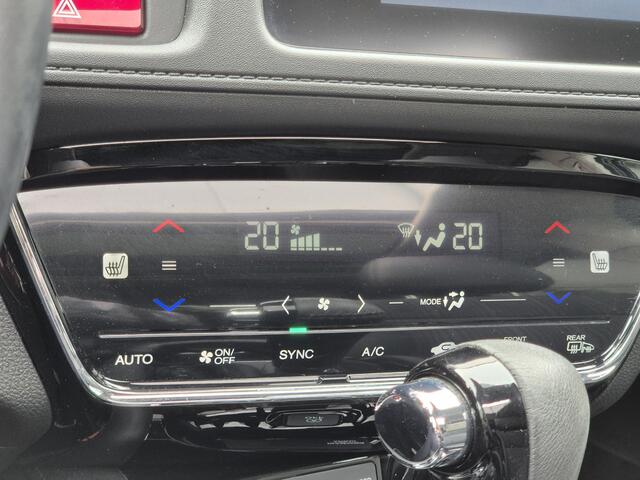 20 20
MODE
AUTO ON/OFF SYNC A/C FRONT REAR